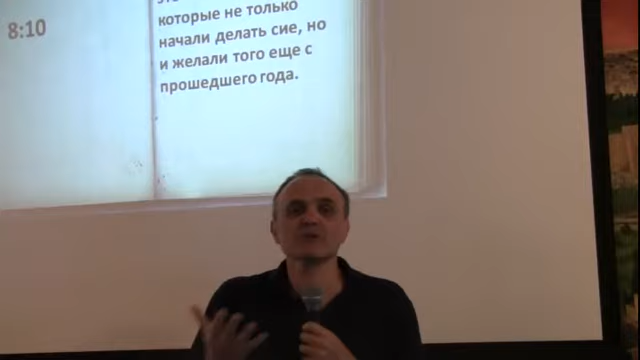 8:10
которые не только
начали делать сие, но
и желали того еще с
прошедшего года.